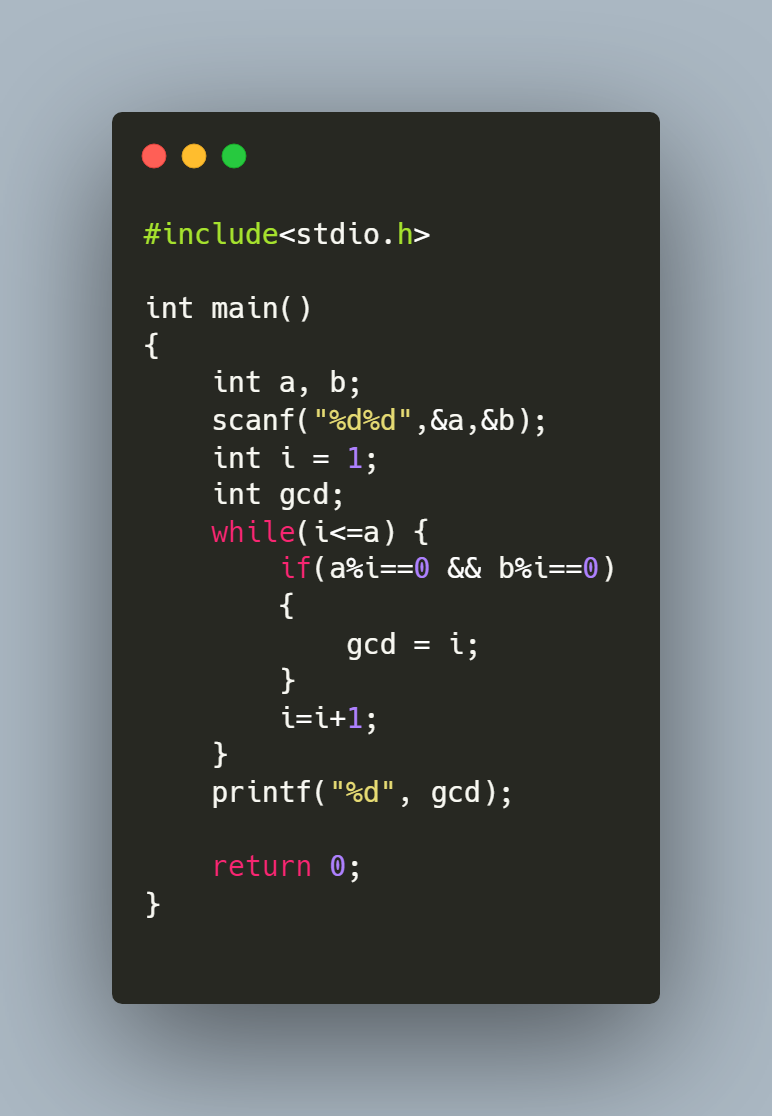 #include<stdio.h>

int main()
{
    int a, b;
    scanf("%d%d",&a,&b);
    int i = 1;
    int gcd;
    while(i<=a) {
        if(a%i==0 && b%i==0)
        {
            gcd = i;
        }
        i=i+1;
    }
    printf("%d", gcd);

    return 0;
}